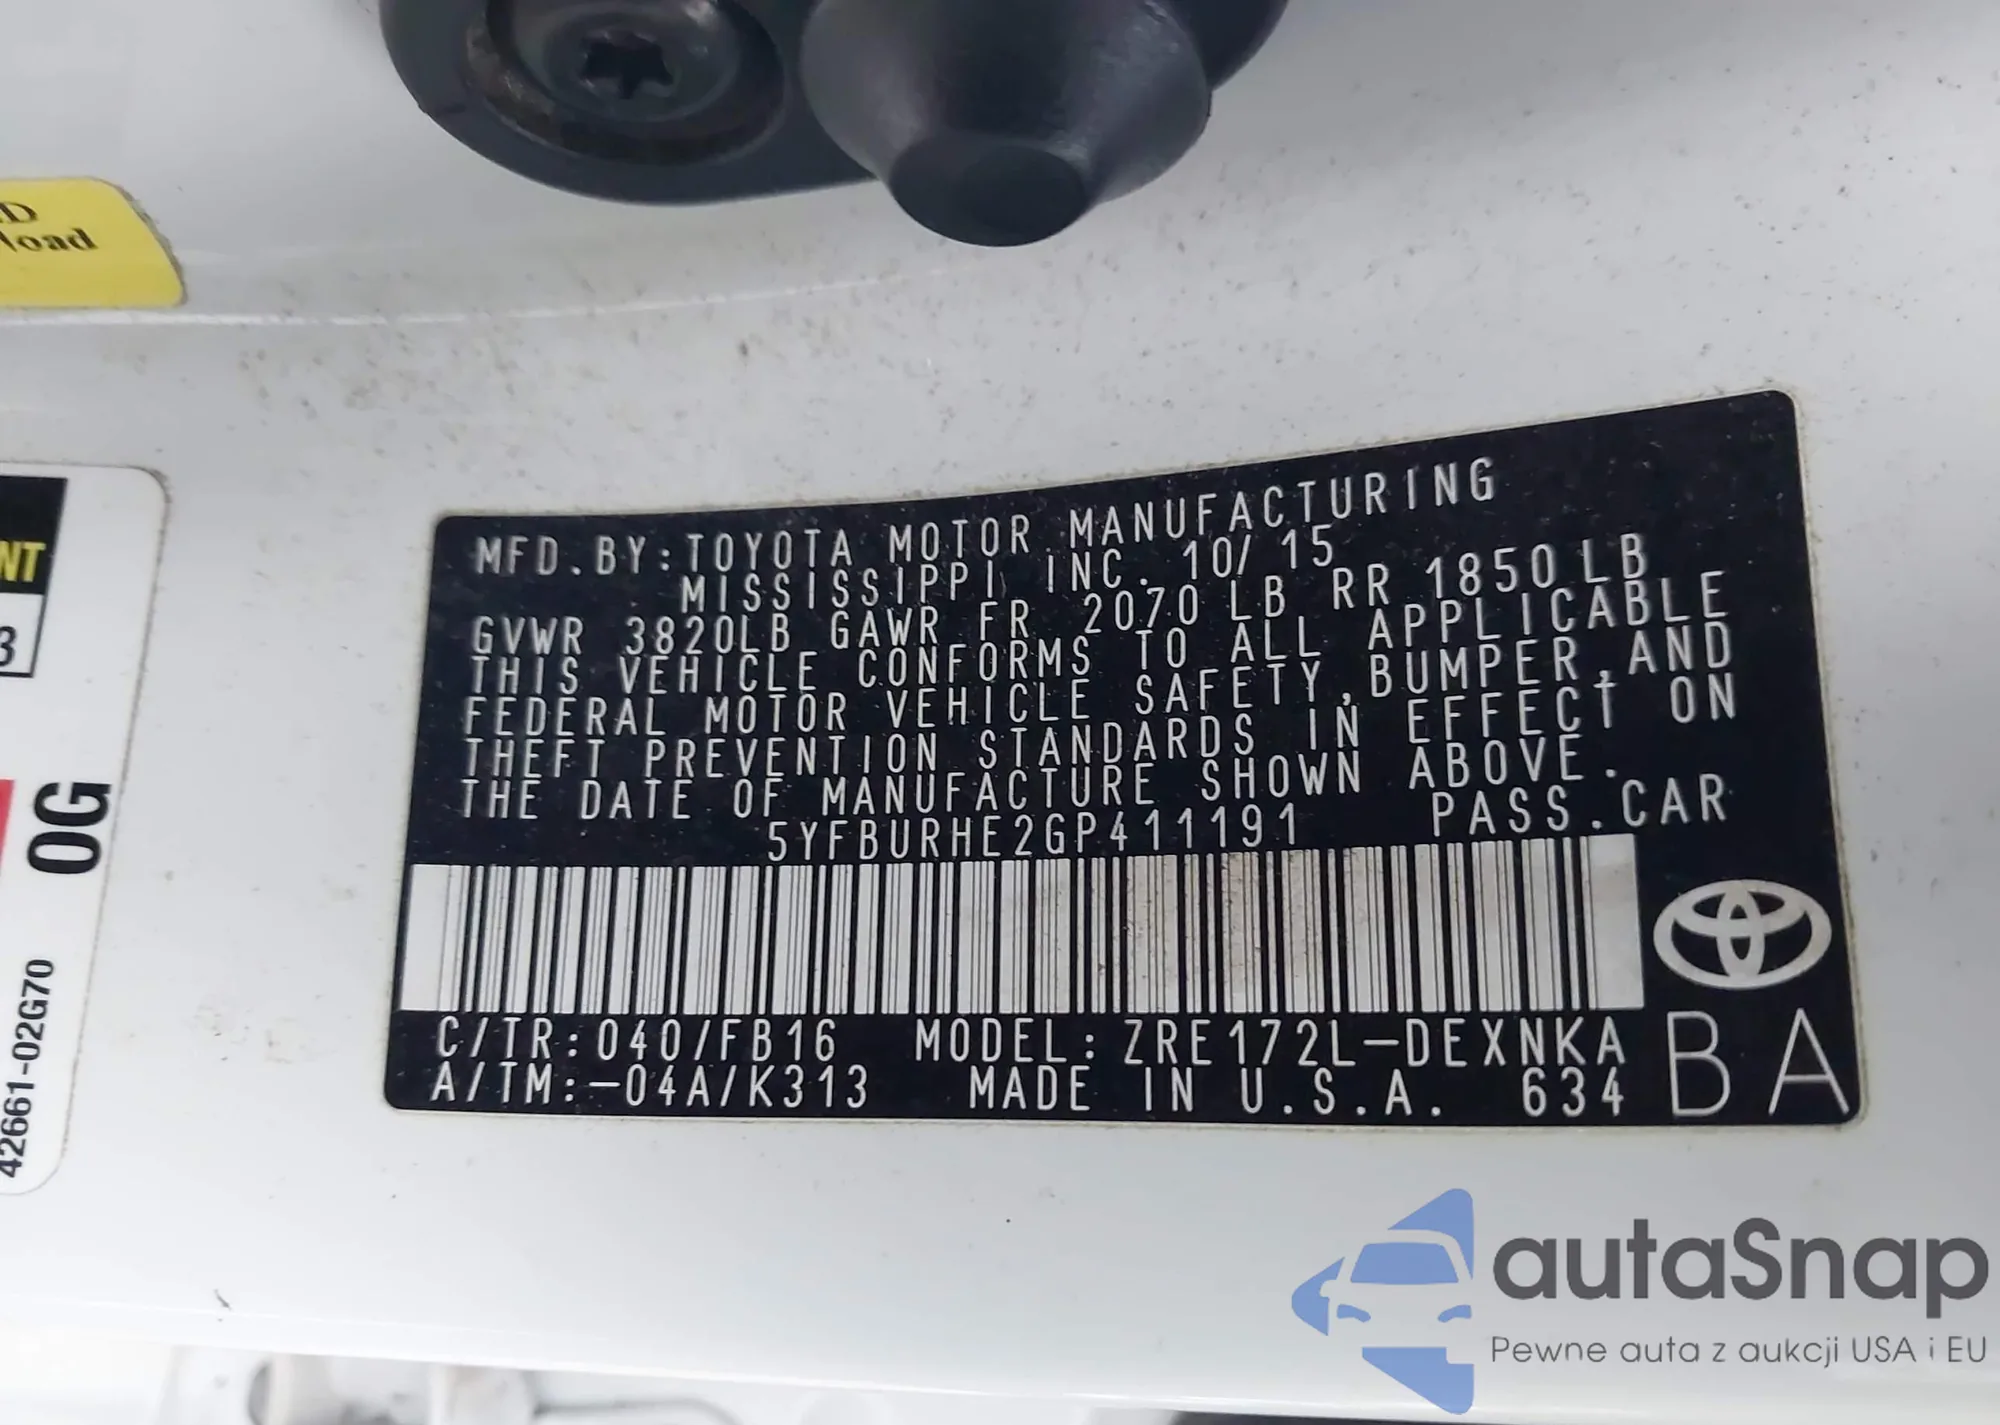 D
load
NT
3
0G
42661-02G70
MFD.BY:TOYOTA MOTOR MANUFACTURING
MISSISSIPPI INC. 10/ 15
GVWR 3820LB GAWR FR 2070 LB RR 1850 LB
THIS VEHICLE CONFORMS TO ALL APPLICABLE
FEDERAL MOTOR VEHICLE SAFETY,BUMPER,AND
THEFT PREVENTION STANDARDS IN EFFECT ON
THE DATE OF MANUFACTURE SHOWN ABOVE.
5YFBURHE2GP411191 PASS.CAR
C/TR:040/FB16 MODEL:ZRE172L-DEXNKA
A/TM:-04A/K313 MADE IN U.S.A. 634
BA
autaSnap
Pewne auta z aukcji USA i EU